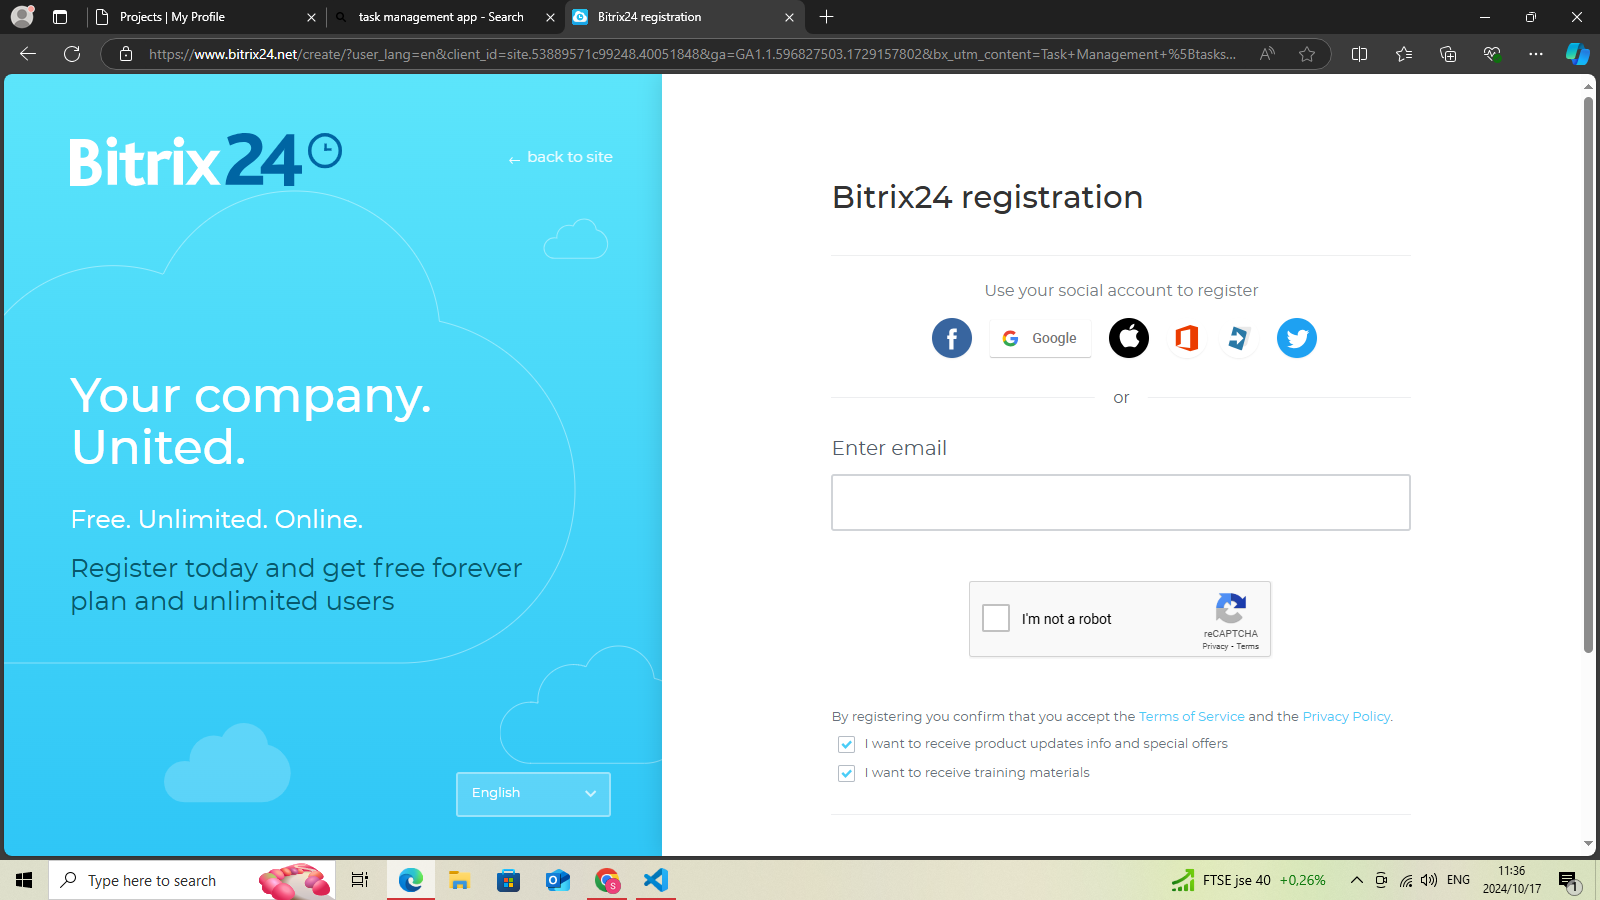 Projects | My Profile
task management app - Search
Bitrix24 registration
https://www.bitrix24.net/create/?user_lang=en&client_id=site.53889571c99248.40051848&ga=GA1.1.596827503.1729157802&bx_utm_content=Task+Management+%5Btasks...
Bitrix24
← back to site
Your company.
United.
Free. Unlimited. Online.
Register today and get free forever
plan and unlimited users
English
Bitrix24 registration
Use your social account to register
Google
or
Enter email
I'm not a robot
reCAPTCHA
Privacy - Terms
By registering you confirm that you accept the Terms of Service and the Privacy Policy.
I want to receive product updates info and special offers
I want to receive training materials
Type here to search
S
FTSE jse 40 +0,26%
ENG
11:36
2024/10/17
1